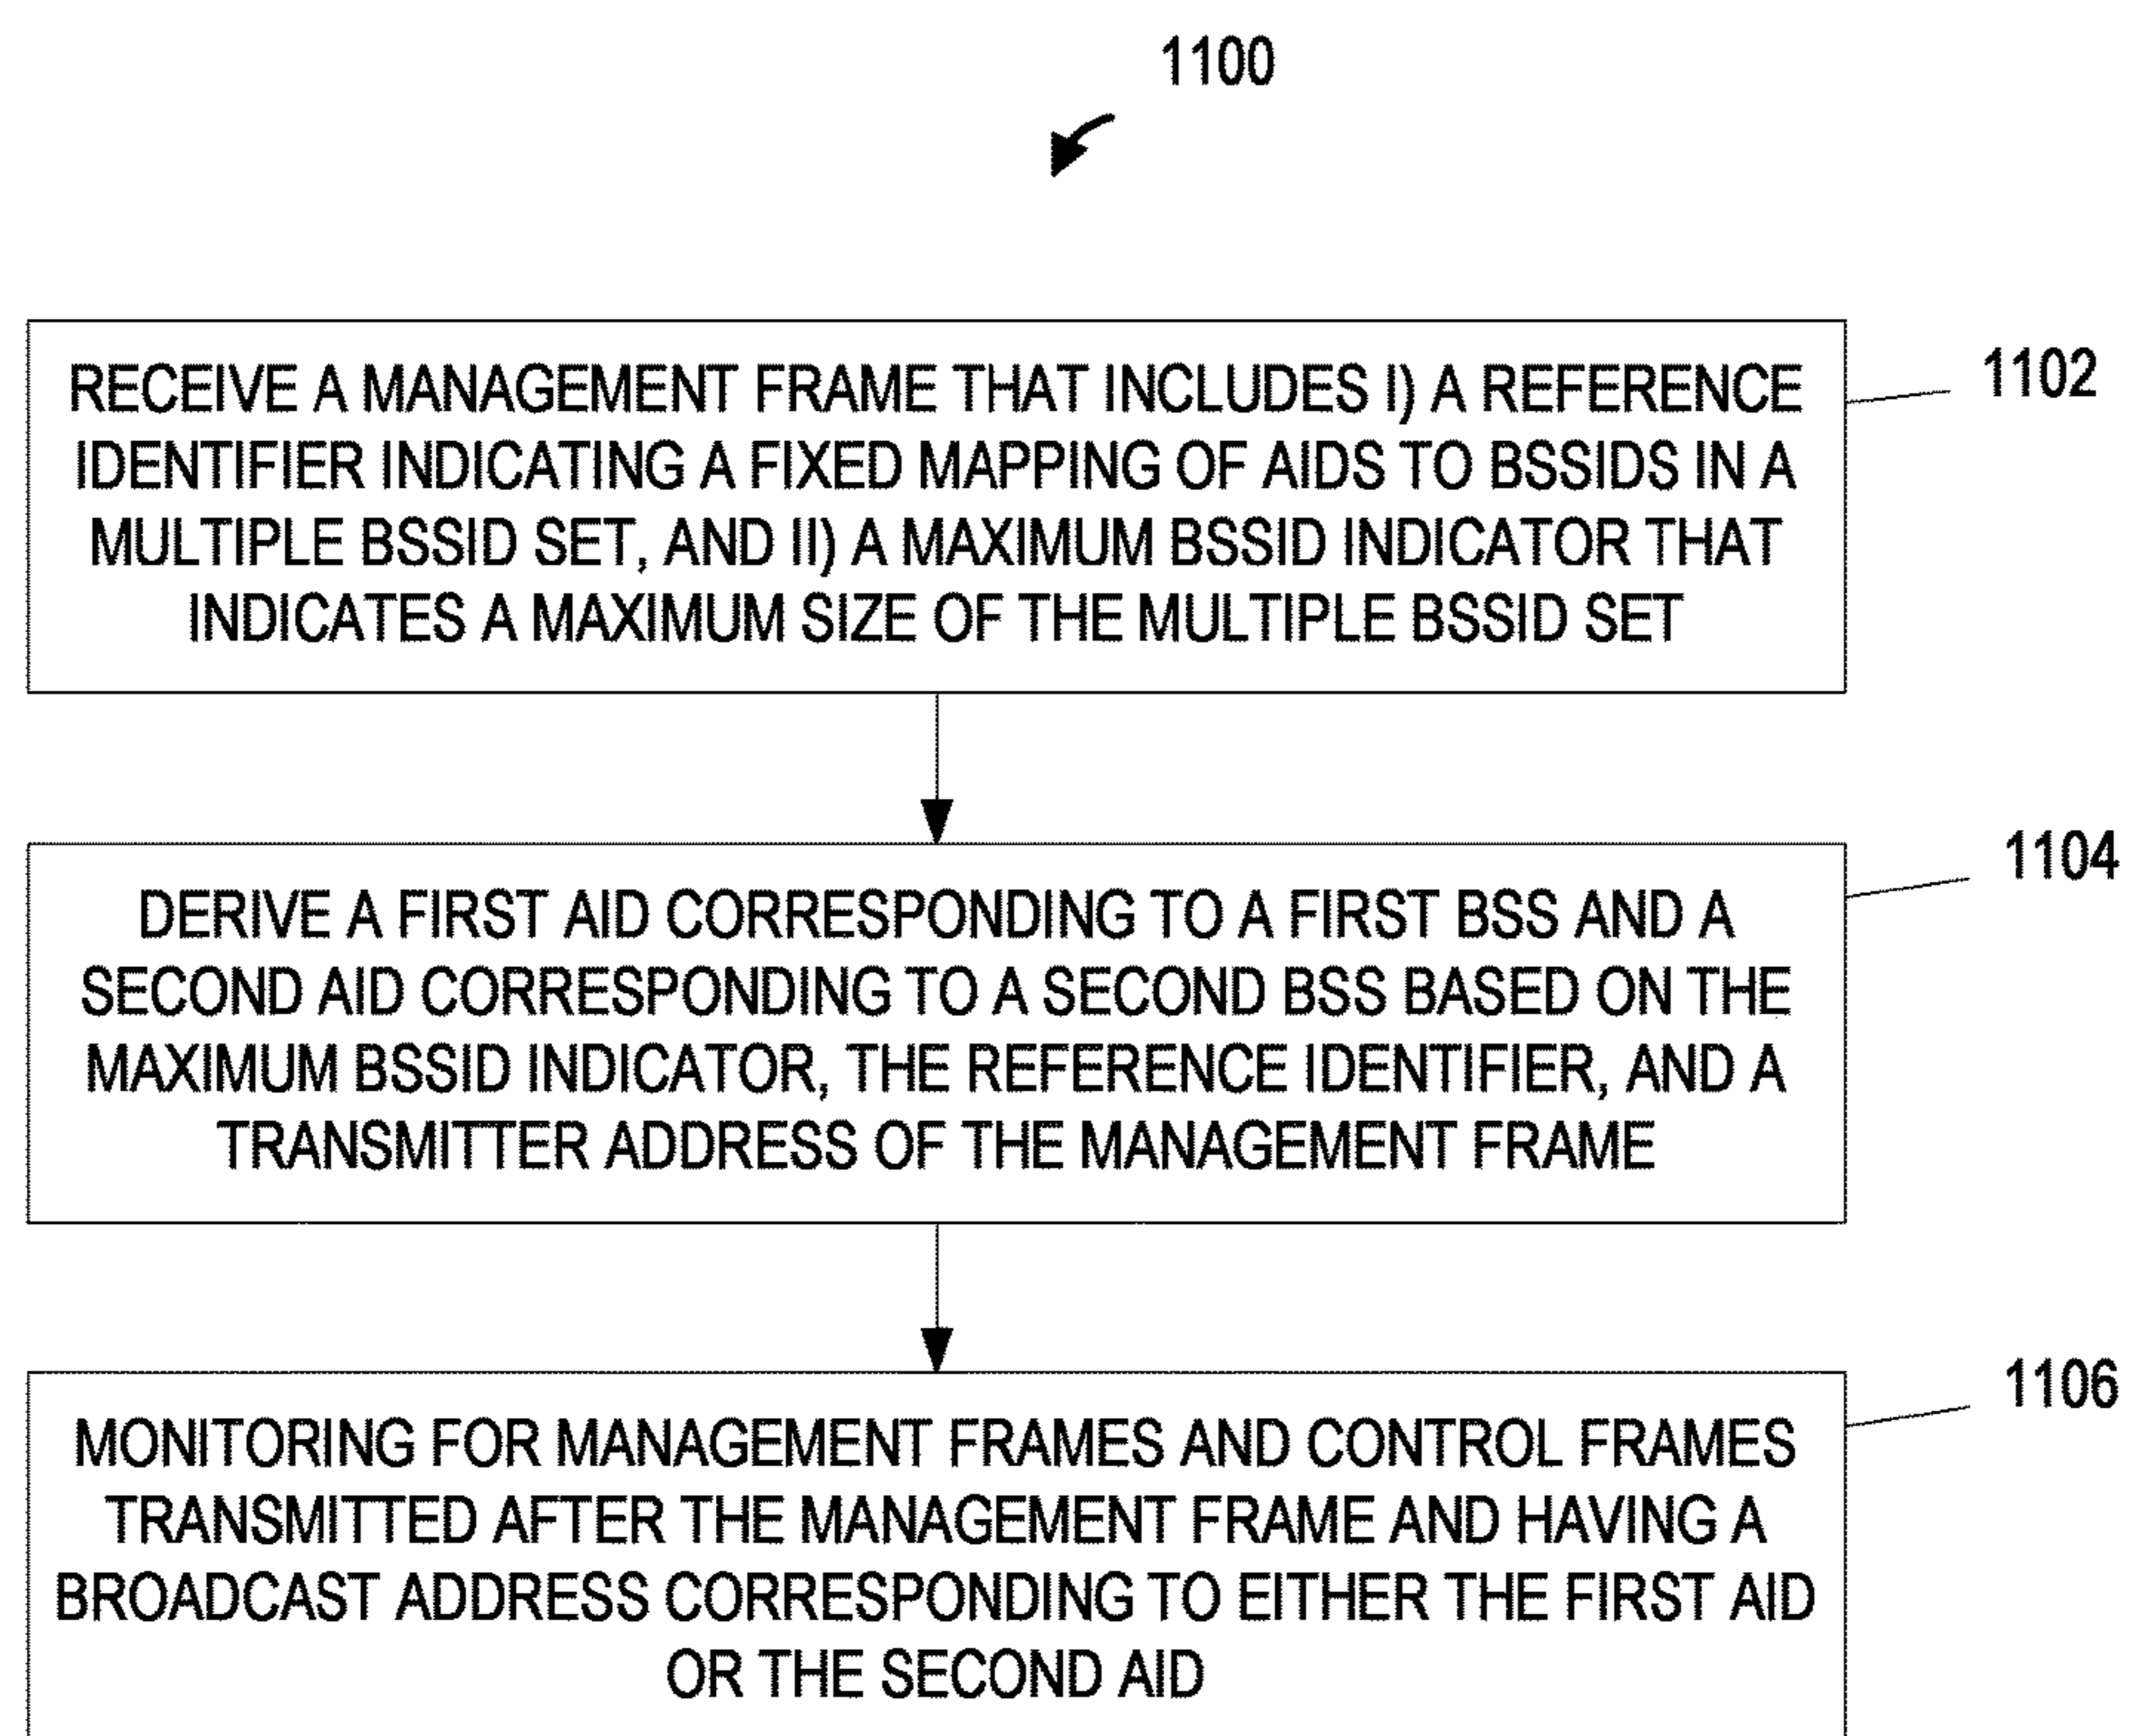 1100
RECEIVE A MANAGEMENT FRAME THAT INCLUDES I) A REFERENCE
IDENTIFIER INDICATING A FIXED MAPPING OF AIDS TO BSSIDS IN A
MULTIPLE BSSID SET, AND II) A MAXIMUM BSSID INDICATOR THAT
INDICATES A MAXIMUM SIZE OF THE MULTIPLE BSSID SET
1102
DERIVE A FIRST AID CORRESPONDING TO A FIRST BSS AND A
SECOND AID CORRESPONDING TO A SECOND BSS BASED ON THE
MAXIMUM BSSID INDICATOR, THE REFERENCE IDENTIFIER, AND A
TRANSMITTER ADDRESS OF THE MANAGEMENT FRAME
1104
MONITORING FOR MANAGEMENT FRAMES AND CONTROL FRAMES
TRANSMITTED AFTER THE MANAGEMENT FRAME AND HAVING A
BROADCAST ADDRESS CORRESPONDING TO EITHER THE FIRST AID
OR THE SECOND AID
1106